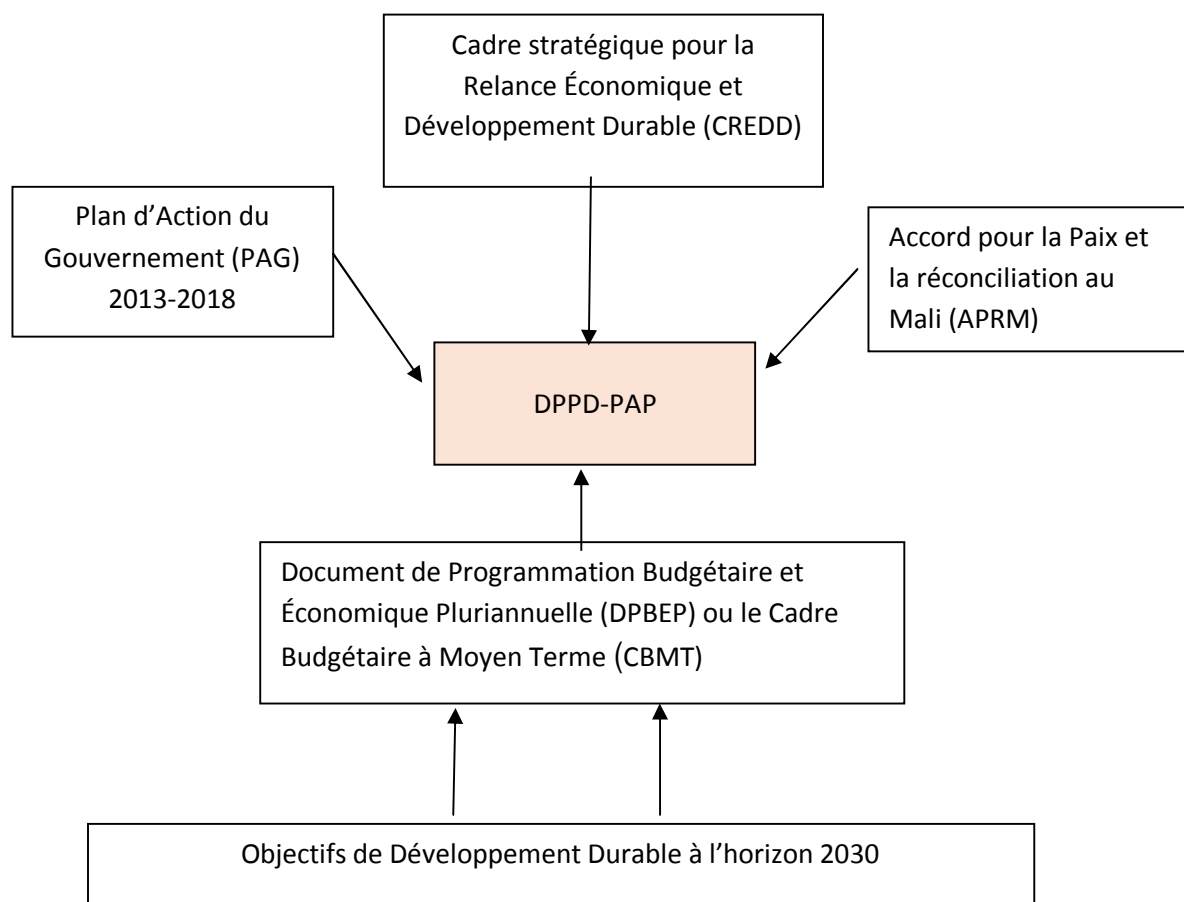 Cadre stratégique pour la
Relance Économique et
Développement Durable (CREDD)
Plan d’Action du
Gouvernement (PAG)
2013-2018
Accord pour la Paix et
la réconciliation au
Mali (APRM)
DPPD-PAP
Document de Programmation Budgétaire et
Économique Pluriannuelle (DPBEP) ou le Cadre
Budgétaire à Moyen Terme (CBMT)
Objectifs de Développement Durable à l’horizon 2030